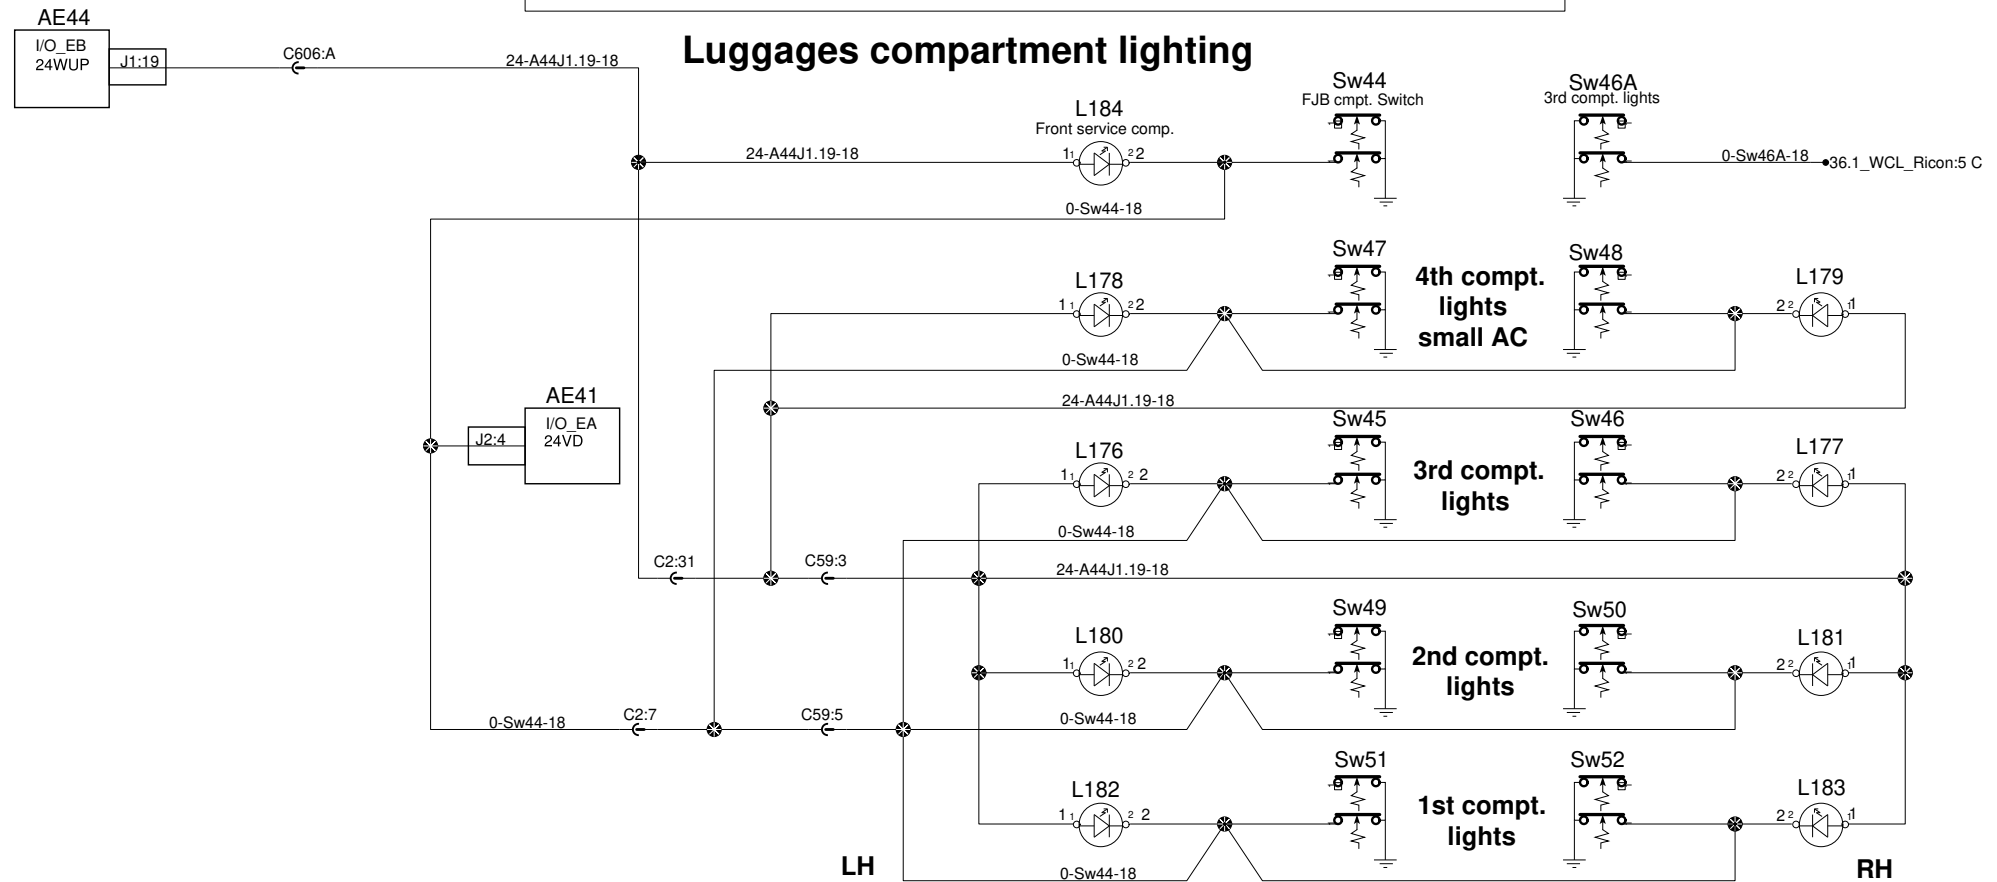 AE44
I/O_EB
24WUP
J1:19
C606:A
24-A44J1.19-18
Luggages compartment lighting
Sw44
FJB cmpt. Switch
Sw46A
3rd compt. lights
L184
Front service comp.
24-A44J1.19-18
1 1
2 2
0-Sw46A-18
36.1_WCL_Ricon:5 C
0-Sw44-18
Sw47
4th compt.
lights
small AC
Sw48
L178
1 1
2 2
L179
2 2
1 1
0-Sw44-18
AE41
I/O_EA
24VD
J2:4
24-A44J1.19-18
Sw45
3rd compt.
lights
Sw46
L176
1 1
2 2
L177
2 2
1 1
0-Sw44-18
C2:31
C59:3
24-A44J1.19-18
Sw49
2nd compt.
lights
Sw50
L180
1 1
2 2
L181
2 2
1 1
0-Sw44-18
C2:7
C59:5
0-Sw44-18
Sw51
1st compt.
lights
Sw52
L182
1 1
2 2
L183
2 2
1 1
LH
0-Sw44-18
RH